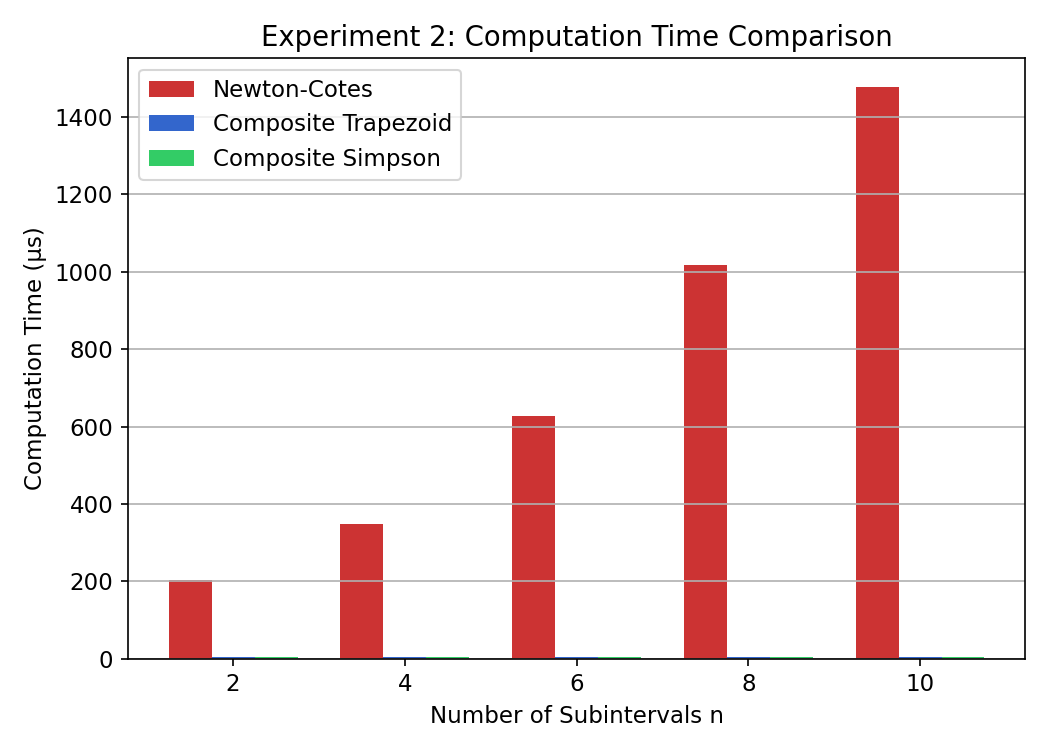 Experiment 2: Computation Time Comparison
Newton-Cotes
Composite Trapezoid
Composite Simpson
Computation Time (µs)
1400
1200
1000
800
600
400
200
0
2 4 6 8 10
Number of Subintervals n